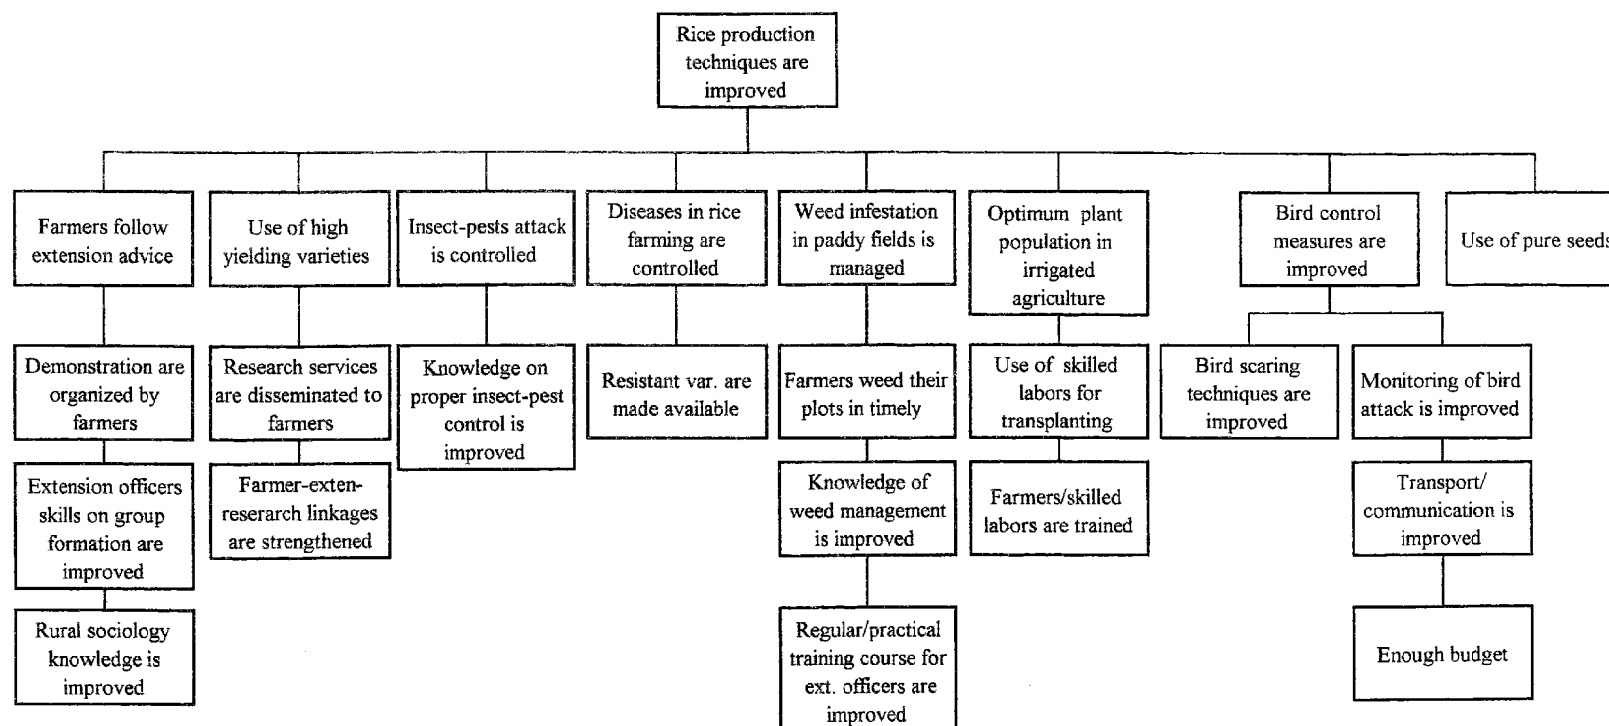 Rice production
techniques are
improved
Farmers follow
extension advice
Use of high
yielding varieties
Insect-pests attack
is controlled
Diseases in rice
farming are
controlled
Weed infestation
in paddy fields is
managed
Optimum plant
population in
irrigated
agriculture
Bird control
measures are
improved
Use of pure seeds
Demonstration are
organized by
farmers
Research services
are disseminated to
farmers
Knowledge on
proper insect-pest
control is
improved
Resistant var. are
made available
Farmers weed their
plots in timely
Use of skilled
labors for
transplanting
Bird scaring
techniques are
improved
Monitoring of bird
attack is improved
Extension officers
skills on group
formation are
improved
Farmer-exten-
reserarch linkages
are strengthened
Knowledge of
weed management
is improved
Farmers/skilled
labors are trained
Transport/
communication is
improved
Rural sociology
knowledge is
improved
Regular/practical
training course for
ext. officers are
improved
Enough budget